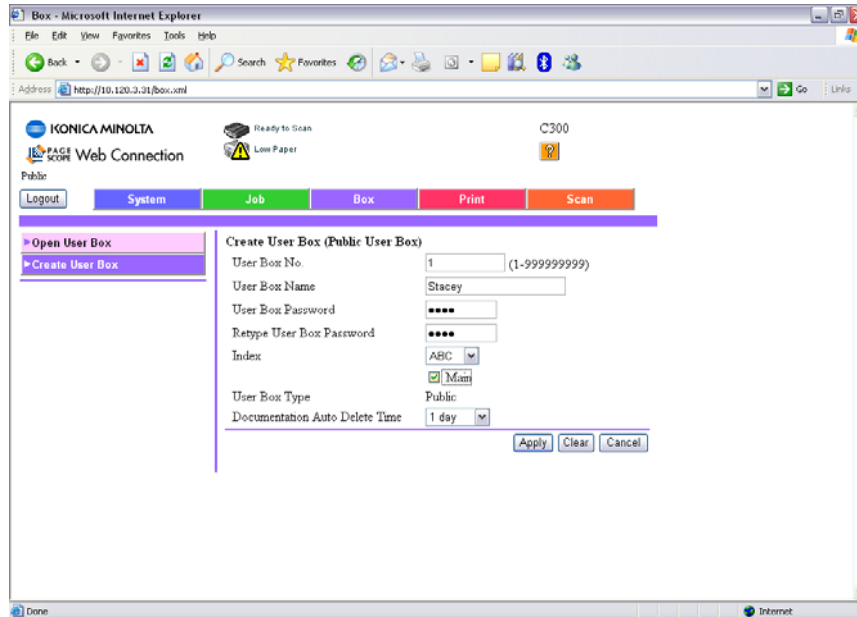 Box - Microsoft Internet Explorer
File Edit View Favorites Tools Help
Back Search Favorites
Address http://10.120.3.31/box.xml Go Links
KONICA MINOLTA Ready to Scan C300
PAGE SCOPE Web Connection Low Paper ?
Public
Logout System Job Box Print Scan
Open User Box
Create User Box
Create User Box (Public User Box)
User Box No. 1 (1-999999999)
User Box Name Stacey
User Box Password ••••
Retype User Box Password ••••
Index ABC
Main
User Box Type Public
Documentation Auto Delete Time 1 day
Apply Clear Cancel
Done Internet